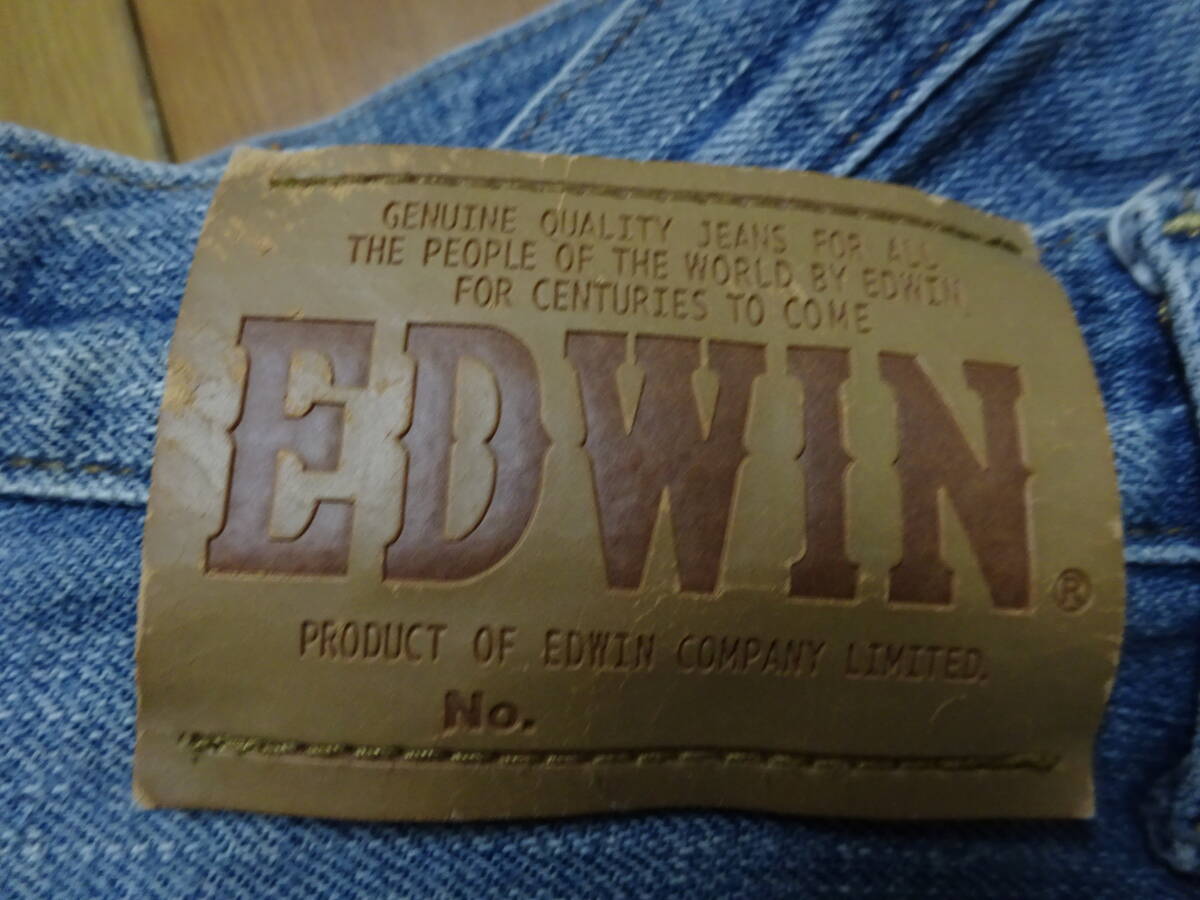 GENUINE QUALITY JEANS FOR ALL
THE PEOPLE OF THE WORLD BY EDWIN,
FOR CENTURIES TO COME
EDWIN®
PRODUCT OF EDWIN COMPANY LIMITED.
No.